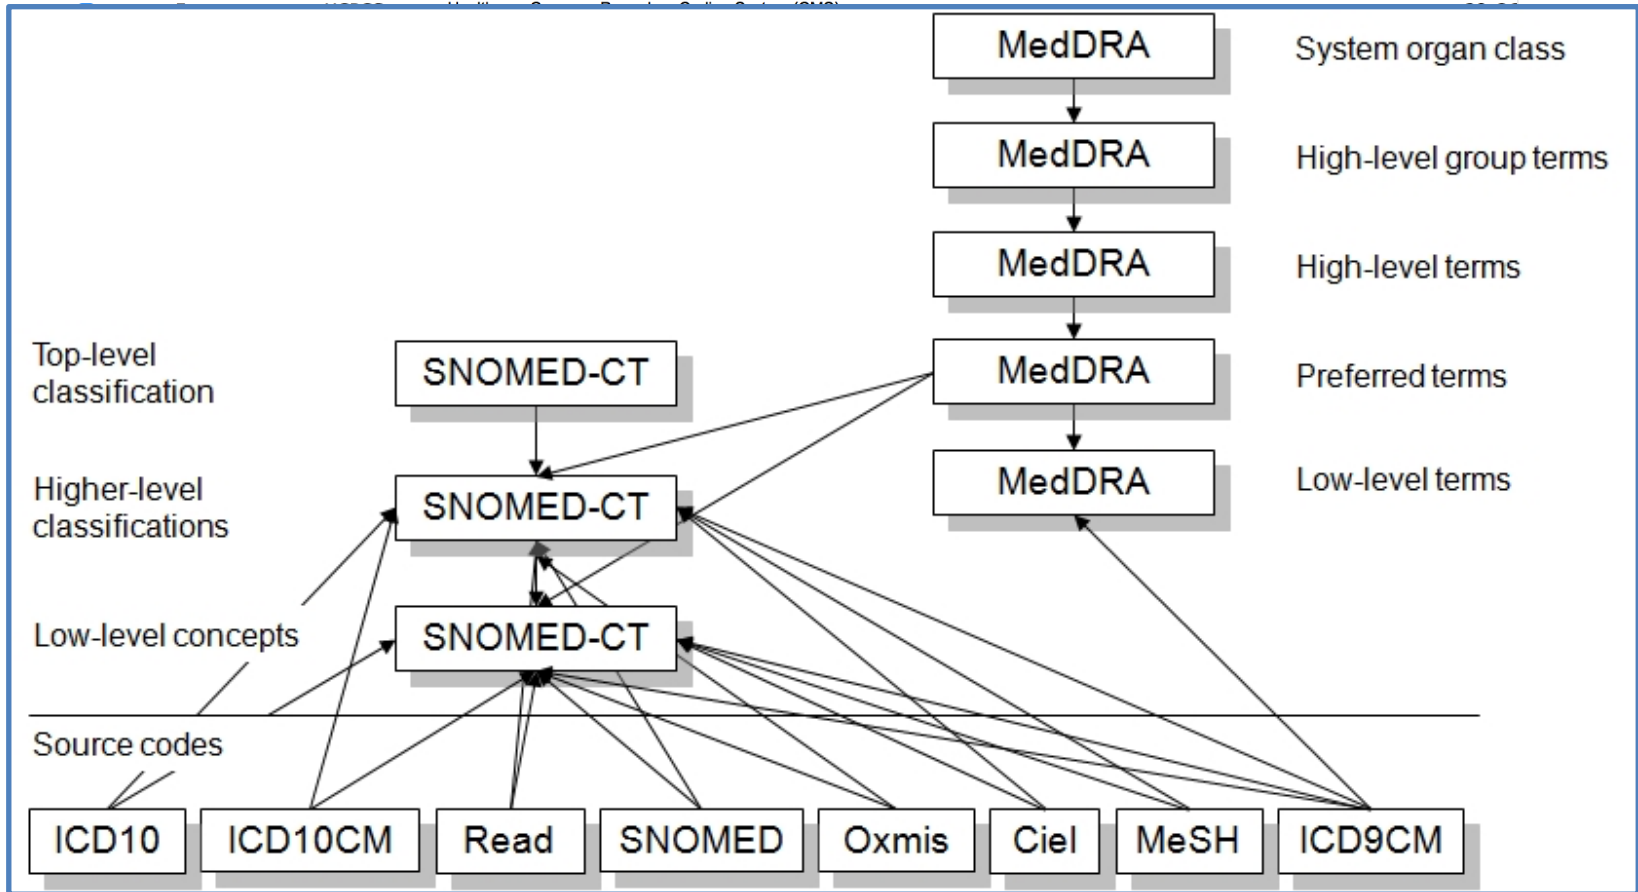 MedDRA
System organ class
MedDRA
High-level group terms
MedDRA
High-level terms
Top-level
classification
SNOMED-CT
MedDRA
Preferred terms
Higher-level
classifications
SNOMED-CT
MedDRA
Low-level terms
Low-level concepts
SNOMED-CT
Source codes
ICD10
ICD10CM
Read
SNOMED
Oxmis
Ciel
MeSH
ICD9CM